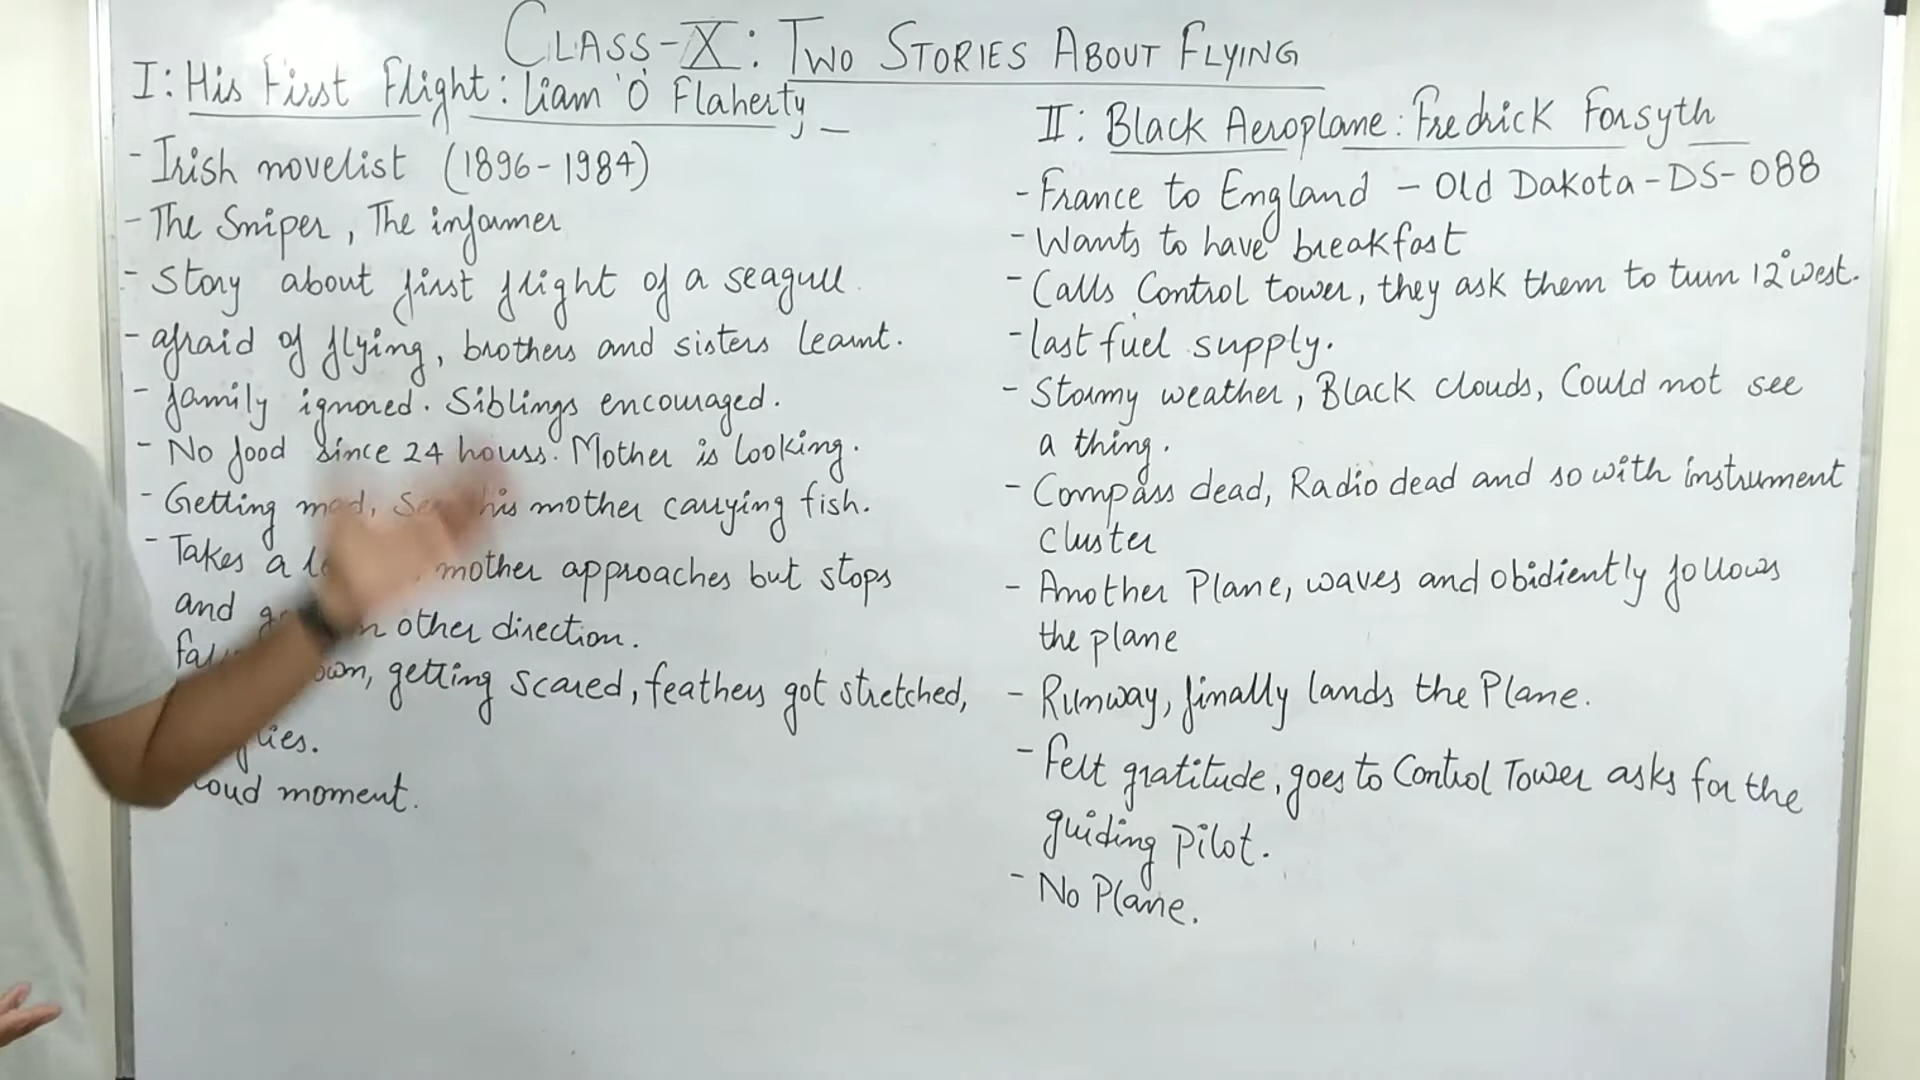 CLASS-X: TWO STORIES ABOUT FLYING
I: His First Flight: Liam 'O' Flaherty
- Irish novelist (1896-1984)
- The Sniper, The informer
- Story about first flight of a seagull.
- afraid of flying, brothers and sisters learnt.
- family ignored. Siblings encouraged.
- No food since 24 hours. Mother is looking.
- Getting mad, his mother carrying fish.
- Takes a mother approaches but stops
and other direction.
getting scared, feathers got stretched,
moment.
II: Black Aeroplane: Fredrick Forsyth
- France to England - Old Dakota - DS-088
- Wants to have breakfast
- Calls Control tower, they ask them to turn 12° west.
- last fuel supply.
- Stormy weather, Black clouds, Could not see
a thing.
- Compass dead, Radio dead and so with instrument
cluster
- Another Plane, waves and obidiently follows
the plane
- Runway, finally lands the Plane.
- Felt gratitude, goes to Control Tower asks for the
guiding Pilot.
- No Plane.